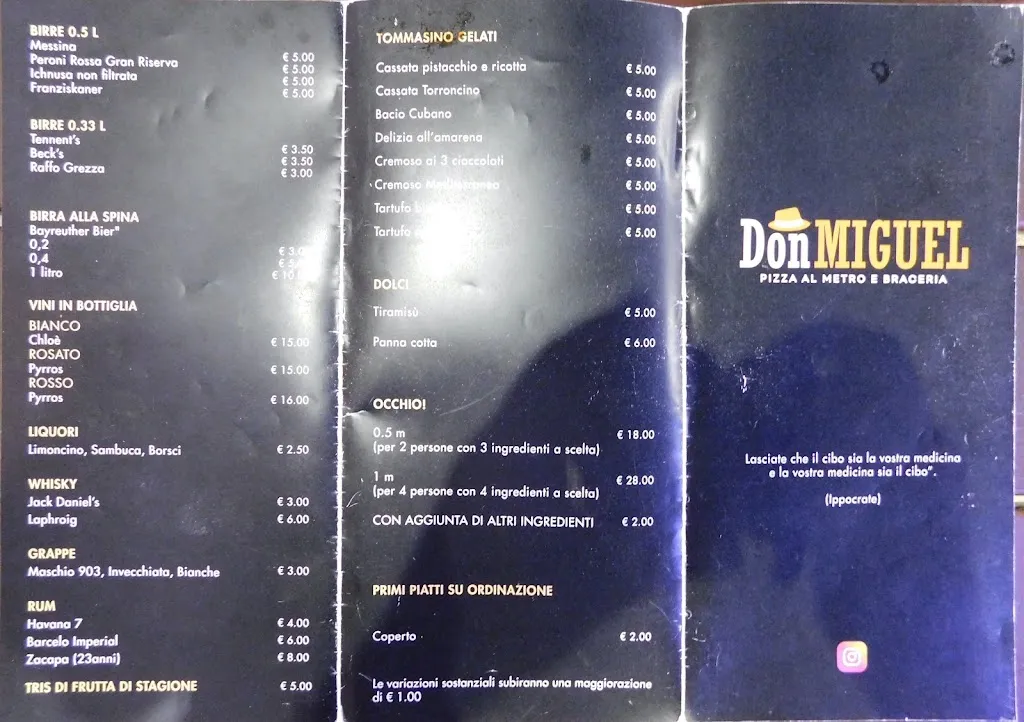 BIRRE 0.5 L
Messina € 5.00
Peroni Rossa Gran Riserva € 5.00
Ichnusa non filtrata € 5.00
Franziskaner € 5.00
BIRRE 0.33 L
Tennent's € 3.50
Beck's € 3.50
Raffo Grezza € 3.00
BIRRA ALLA SPINA
Bayreuther Bier"
0,2 € 3.00
0,4 €
1 litro € 10.
VINI IN BOTTIGLIA
BIANCO
Chloè € 15.00
ROSATO
Pyrros € 15.00
ROSSO
Pyrros € 16.00
LIQUORI
Limoncino, Sambuca, Borsci € 2.50
WHISKY
Jack Daniel's € 3.00
Laphroig € 6.00
GRAPPE
Maschio 903, Invecchiata, Bianche € 3.00
RUM
Havana 7 € 4.00
Barcelo Imperial € 6.00
Zacapa (23anni) € 8.00
TRIS DI FRUTTA DI STAGIONE € 5.00
TOMMASINO GELATI
Cassata pistacchio e ricotta € 5.00
Cassata Torroncino € 5.00
Bacio Cubano € 5.00
Delizia all'amarena € 5.00
Cremoso ai 3 cioccolati € 5.00
Cremoso Mediterraneo € 5.00
Tartufo € 5.00
Tartufo € 5.00
DOLCI
Tiramisù € 5.00
Panna cotta € 6.00
OCCHIO!
0.5 m € 18.00
(per 2 persone con 3 ingredienti a scelta)
1 m € 28.00
(per 4 persone con 4 ingredienti a scelta)
CON AGGIUNTA DI ALTRI INGREDIENTI € 2.00
PRIMI PIATTI SU ORDINAZIONE
Coperto € 2.00
Le variazioni sostanziali subiranno una maggiorazione
di € 1.00
Don MIGUEL
PIZZA AL METRO E BRACERIA
Lasciate che il cibo sia la vostra medicina
e la vostra medicina sia il cibo".
(Ippocrate)